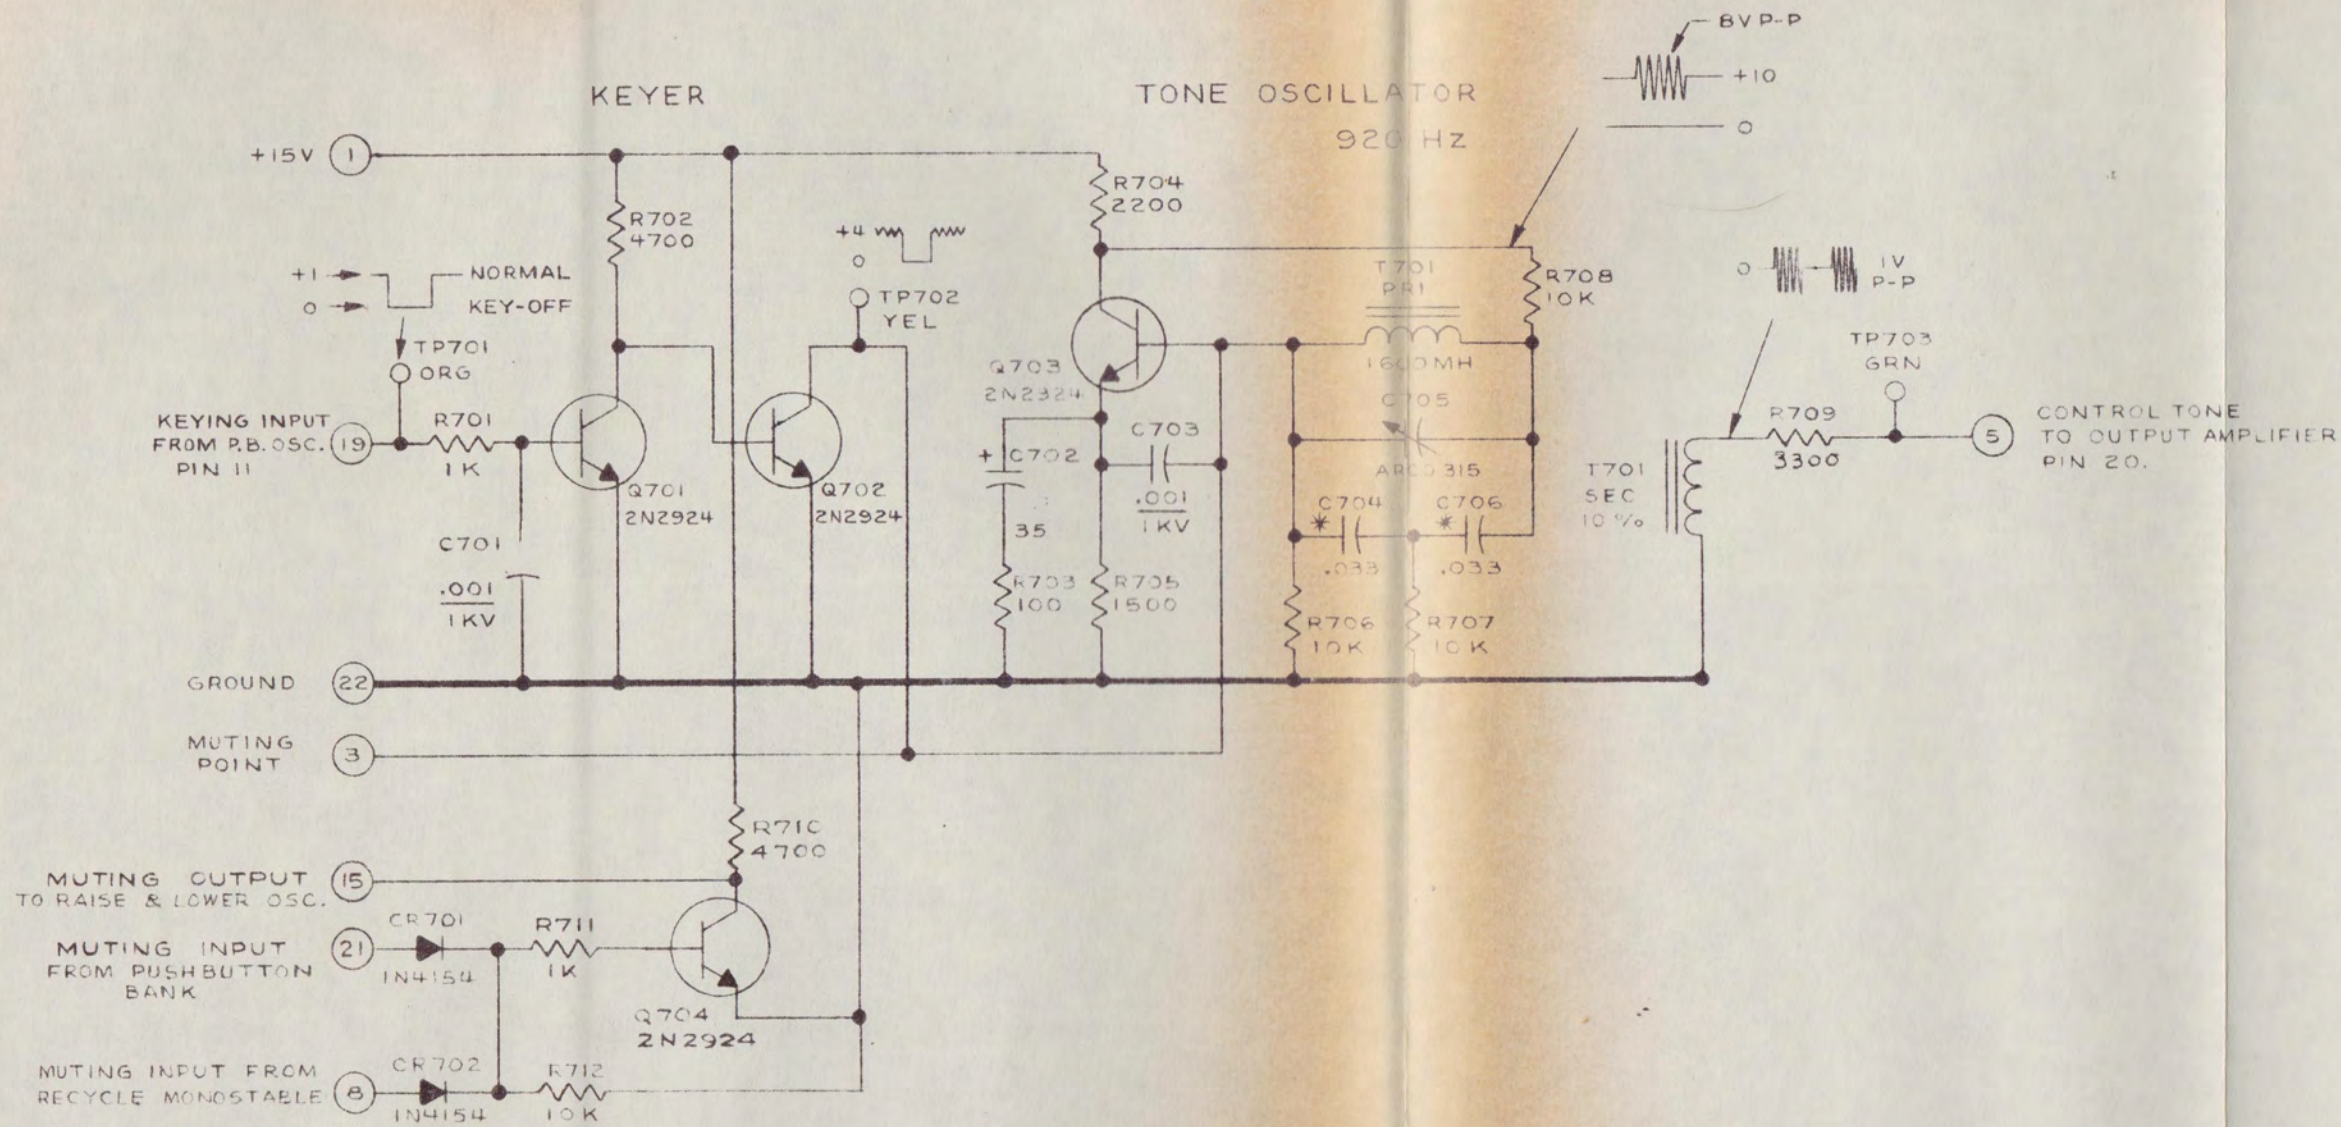 8V P-P
+10
0
KEYER
TONE OSCILLATOR
920 Hz
+15V
1
R704
2200
R702
4700
+4
0
TP702
YEL
+1
NORMAL
0
KEY-OFF
TP701
ORG
T701
PRI
R708
10K
0
1V
P-P
TP703
GRN
Q703
2N2924
KEYING INPUT
FROM P.B. OSC.
PIN 11
19
R701
1K
Q701
2N2924
Q702
2N2924
+
C702
35
C703
.001
1KV
C705
ARCO 315
C704
*
.033
C706
*
.033
T701
SEC
10 %
R709
3300
5
CONTROL TONE
TO OUTPUT AMPLIFIER
PIN 20.
C701
.001
1KV
R703
100
R705
1500
R706
10K
R707
10K
GROUND
22
MUTING
POINT
3
R710
4700
MUTING OUTPUT
TO RAISE & LOWER OSC.
15
MUTING INPUT
FROM PUSHBUTTON
BANK
21
CR701
1N4154
R711
1K
Q704
2N2924
MUTING INPUT FROM
RECYCLE MONOSTABLE
8
CR702
1N4154
R712
10K